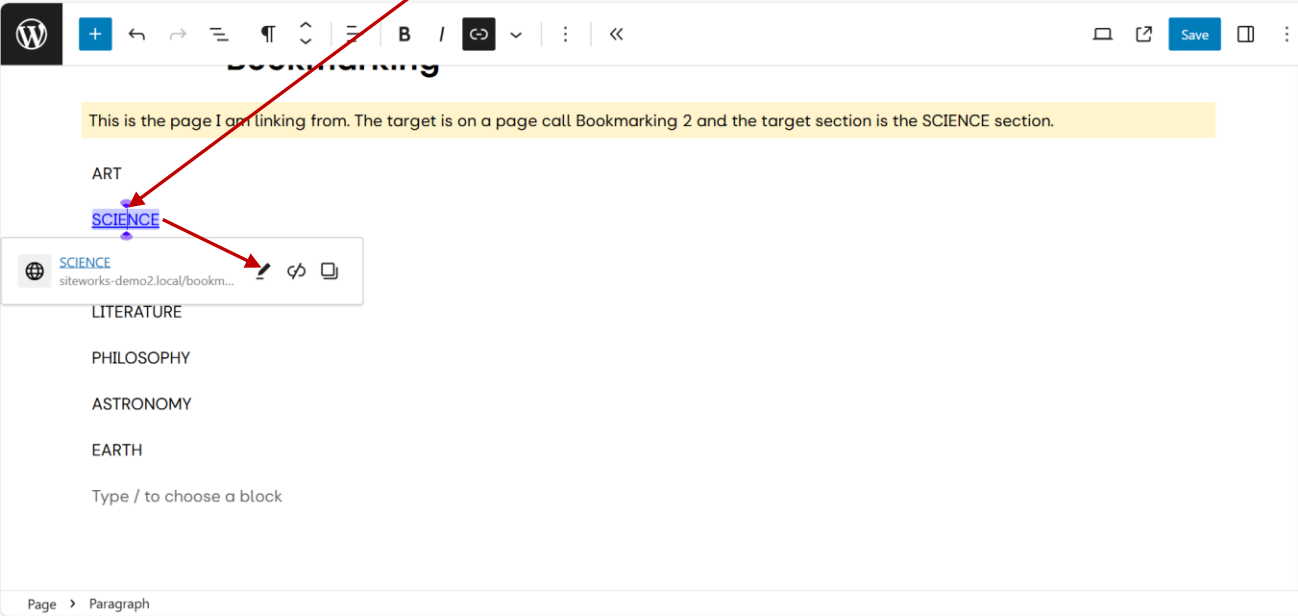 B I
Save
Bookmarking
This is the page I am linking from. The target is on a page call Bookmarking 2 and the target section is the SCIENCE section.
ART
SCIENCE
SCIENCE
siteworks-demo2.local/bookm...
LITERATURE
PHILOSOPHY
ASTRONOMY
EARTH
Type / to choose a block
Page > Paragraph